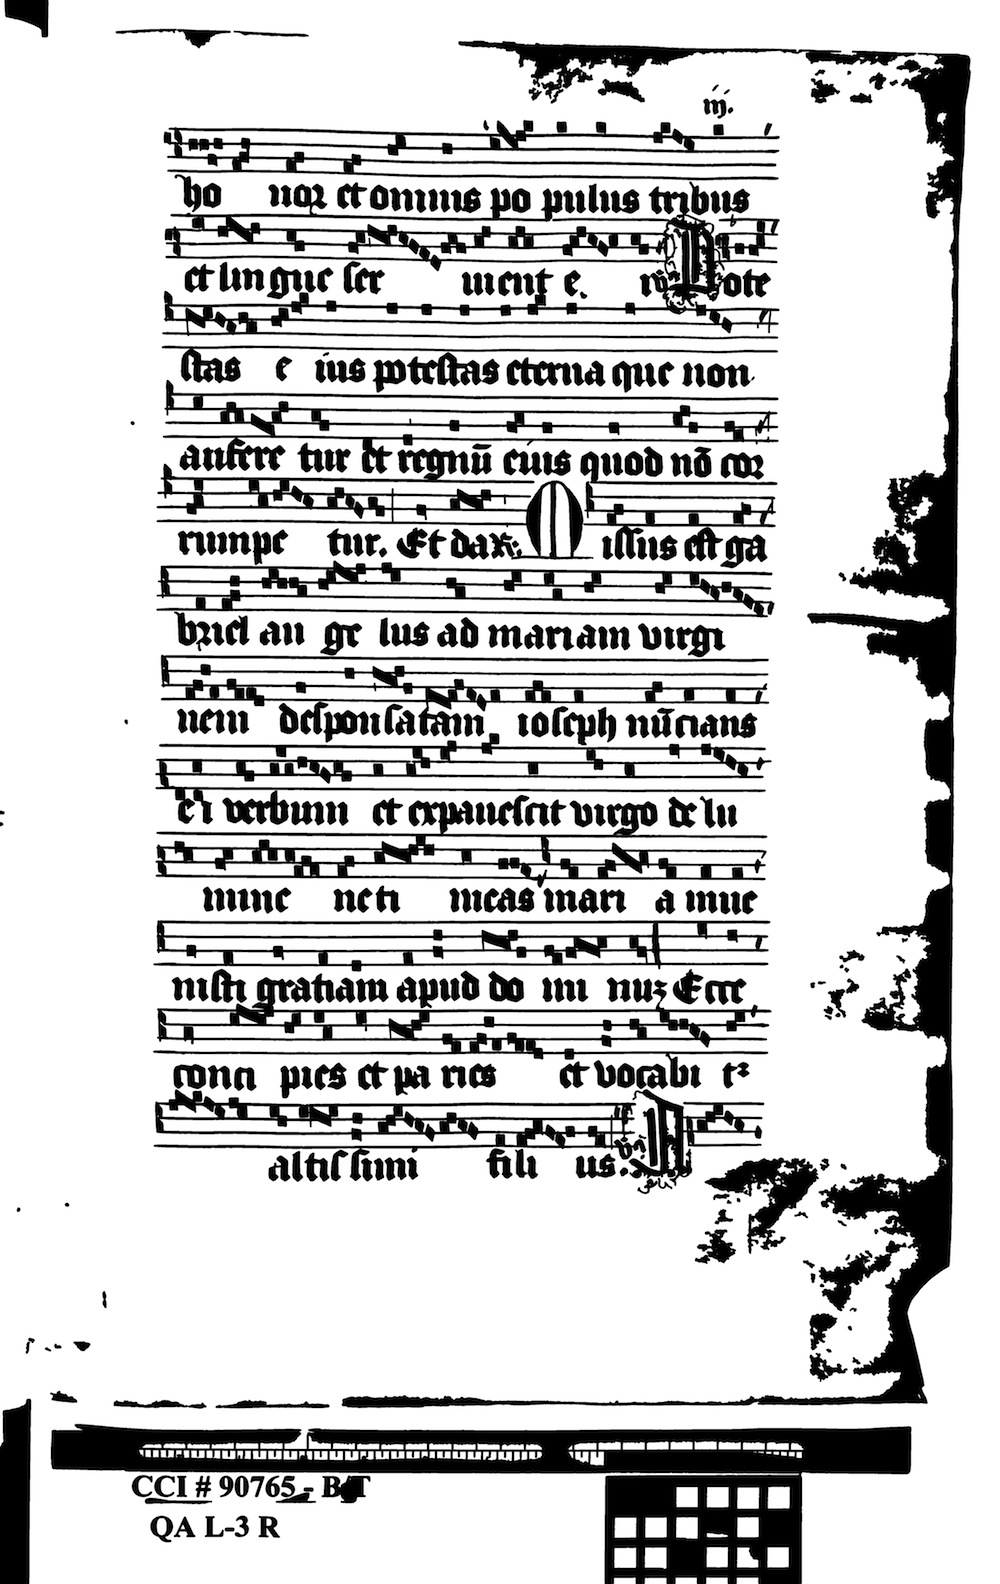 iij.
ho nor et omnis po pulus tribus
et lingue ser uient e. v̄ Pote
stas e ius potestas eterna que non
aufere tur et regnū eius quod nō cor
rumpe tur. Et da R: Missus est ga
briel an ge lus ad mariam virgi
nem desponsatam ioseph nūcians
ei verbum et expauescit virgo de lu
mine ne ti meas mari a inue
nisti gratiam apud do mi nuz Ecce
conci pies et pa ries et vocabi tr
altissimi fili us.
CCI # 90765 - B/T
QA L-3 R